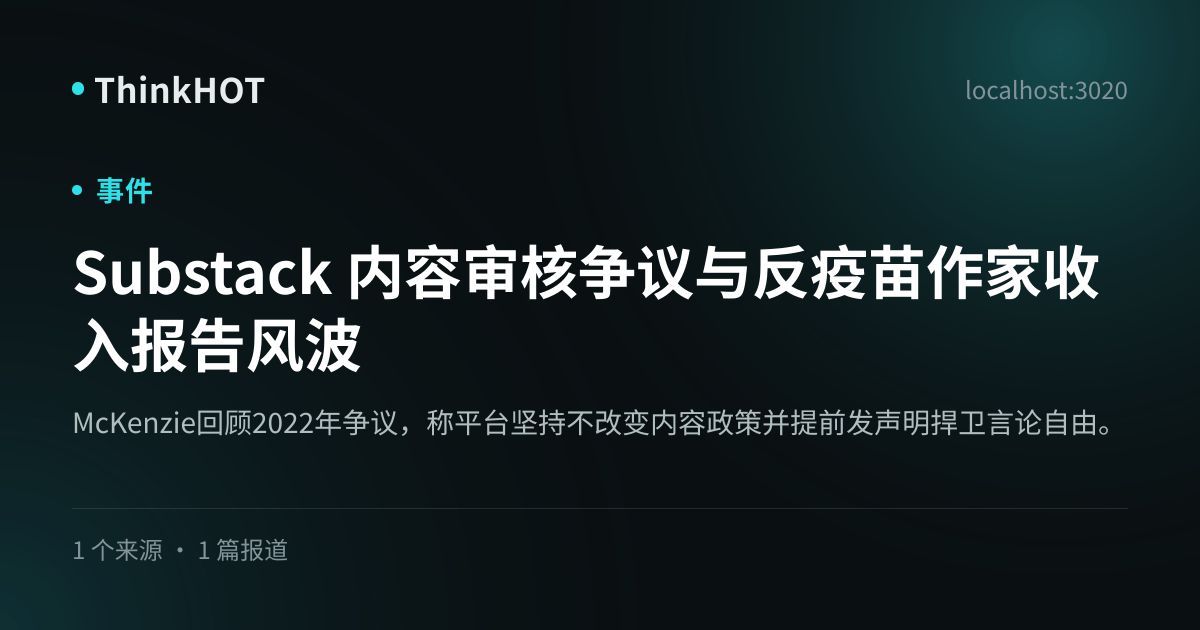 ThinkHOT
localhost:3020
事件
Substack 内容审核争议与反疫苗作家收
入报告风波
McKenzie回顾2022年争议，称平台坚持不改变内容政策并提前发声明捍卫言论自由。
1 个来源 · 1 篇报道